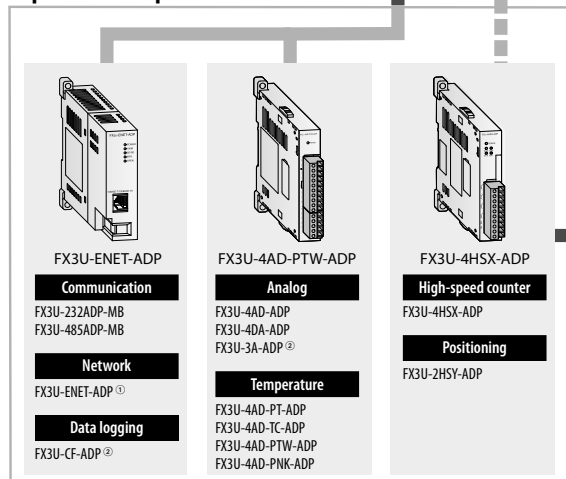 FX3U-ENET-ADP
Communication
FX3U-232ADP-MB
FX3U-485ADP-MB
Network
FX3U-ENET-ADP ①
Data logging
FX3U-CF-ADP ②
FX3U-4AD-PTW-ADP
Analog
FX3U-4AD-ADP
FX3U-4DA-ADP
FX3U-3A-ADP ②
Temperature
FX3U-4AD-PT-ADP
FX3U-4AD-TC-ADP
FX3U-4AD-PTW-ADP
FX3U-4AD-PNK-ADP
FX3U-4HSX-ADP
High-speed counter
FX3U-4HSX-ADP
Positioning
FX3U-2HSY-ADP